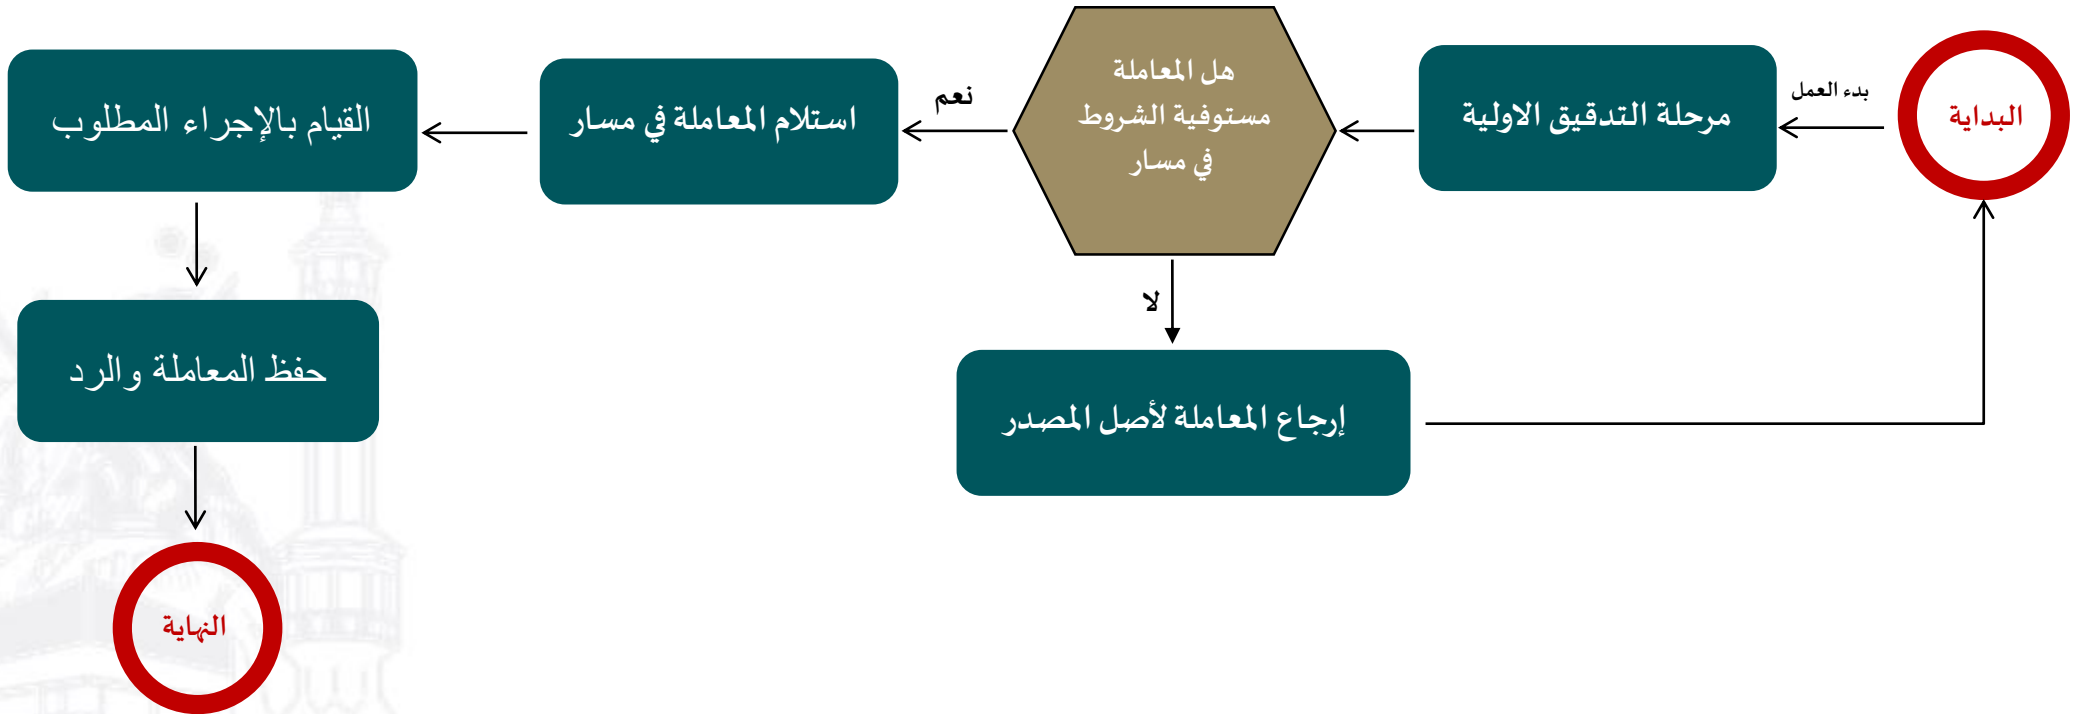 البداية
بدء العمل
مرحلة التدقيق الاولية
هل المعاملة
مستوفية الشروط
في مسار
نعم
استلام المعاملة في مسار
القيام بالإجراء المطلوب
لا
إرجاع المعاملة لأصل المصدر
حفظ المعاملة والرد
النهاية